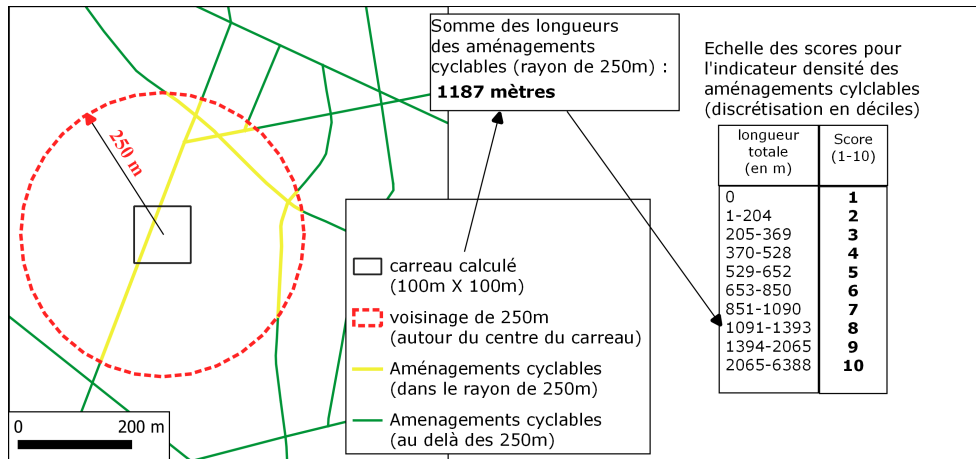 Somme des longueurs
des aménagements
cyclables (rayon de 250m) :
1187 mètres
Echelle des scores pour
l'indicateur densité des
aménagements cylclables
(discrétisation en déciles)
longueur totale (en m) Score (1-10)
0 1
1-204 2
205-369 3
370-528 4
529-652 5
653-850 6
851-1090 7
1091-1393 8
1394-2065 9
2065-6388 10
250 m
carreau calculé
(100m X 100m)
voisinage de 250m
(autour du centre du carreau)
Aménagements cyclables
(dans le rayon de 250m)
Amenagements cyclables
(au delà des 250m)
0 200 m